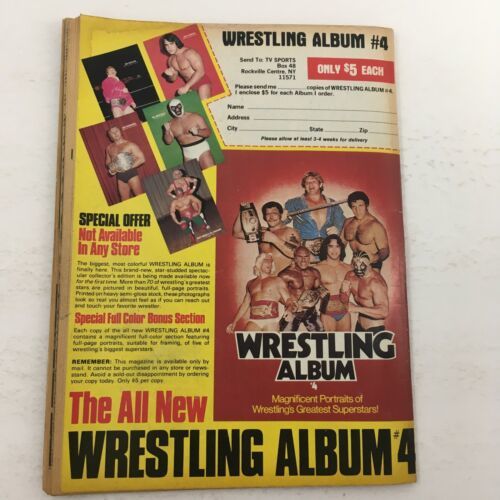 WRESTLING ALBUM #4
Send To: TV SPORTS
Box 48
Rockville Centre, NY
11571
ONLY $5 EACH
Please send me copies of WRESTLING ALBUM #4.
I enclose $5 for each Album I order.
Name
Address
City State Zip
Please allow at least 3-4 weeks for delivery
SPECIAL OFFER
Not Available
In Any Store
The biggest, most colorful WRESTLING ALBUM is
finally here. This brand-new, star-studded spectac-
ular collector's edition is being made available now
for the first time. More than 70 of wrestling's greatest
stars are pictured in beautiful, full-page portraits.
Printed on heavy semi-gloss stock, these photographs
look so real you almost feel as if you can reach out
and touch your favorite wrestler.
Special Full Color Bonus Section
Each copy of the all new WRESTLING ALBUM #4
contains a magnificent full-color section featuring
full-page portraits, suitable for framing, of five of
wrestling's biggest superstars.
REMEMBER: This magazine is available only by
mail. It cannot be purchased in any store or news-
stand. Avoid a sold-out disappointment by ordering
your copy today. Only $5 per copy.
WRESTLING
ALBUM
#4
Magnificent Portraits of
Wrestling's Greatest Superstars!
The All New
WRESTLING ALBUM #4